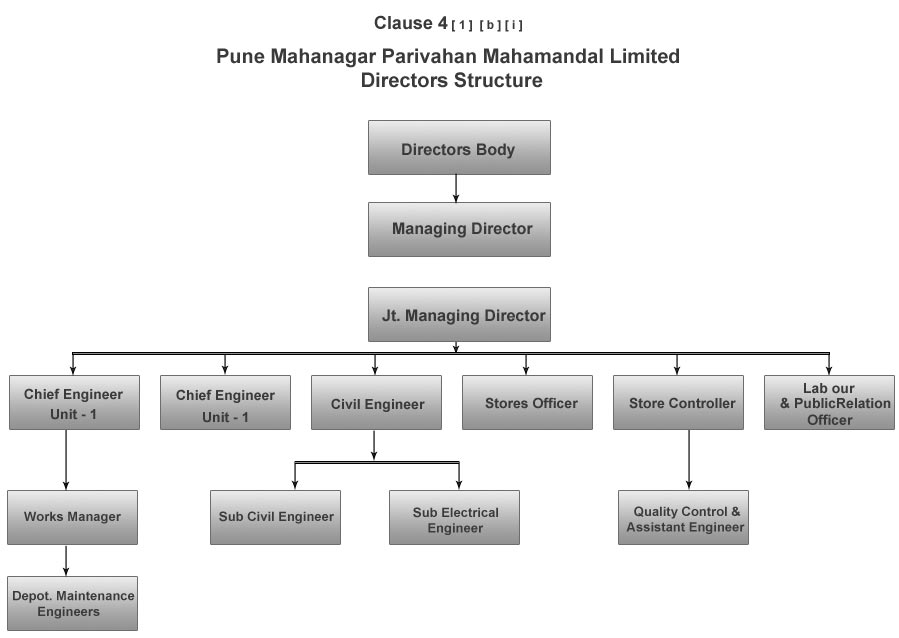 Clause 4 [ 1 ] [ b ] [ i ]
Pune Mahanagar Parivahan Mahamandal Limited
Directors Structure
Directors Body
Managing Director
Jt. Managing Director
Chief Engineer
Unit - 1
Chief Engineer
Unit - 1
Civil Engineer
Stores Officer
Store Controller
Lab our
& PublicRelation
Officer
Works Manager
Sub Civil Engineer
Sub Electrical
Engineer
Quality Control &
Assistant Engineer
Depot. Maintenance
Engineers